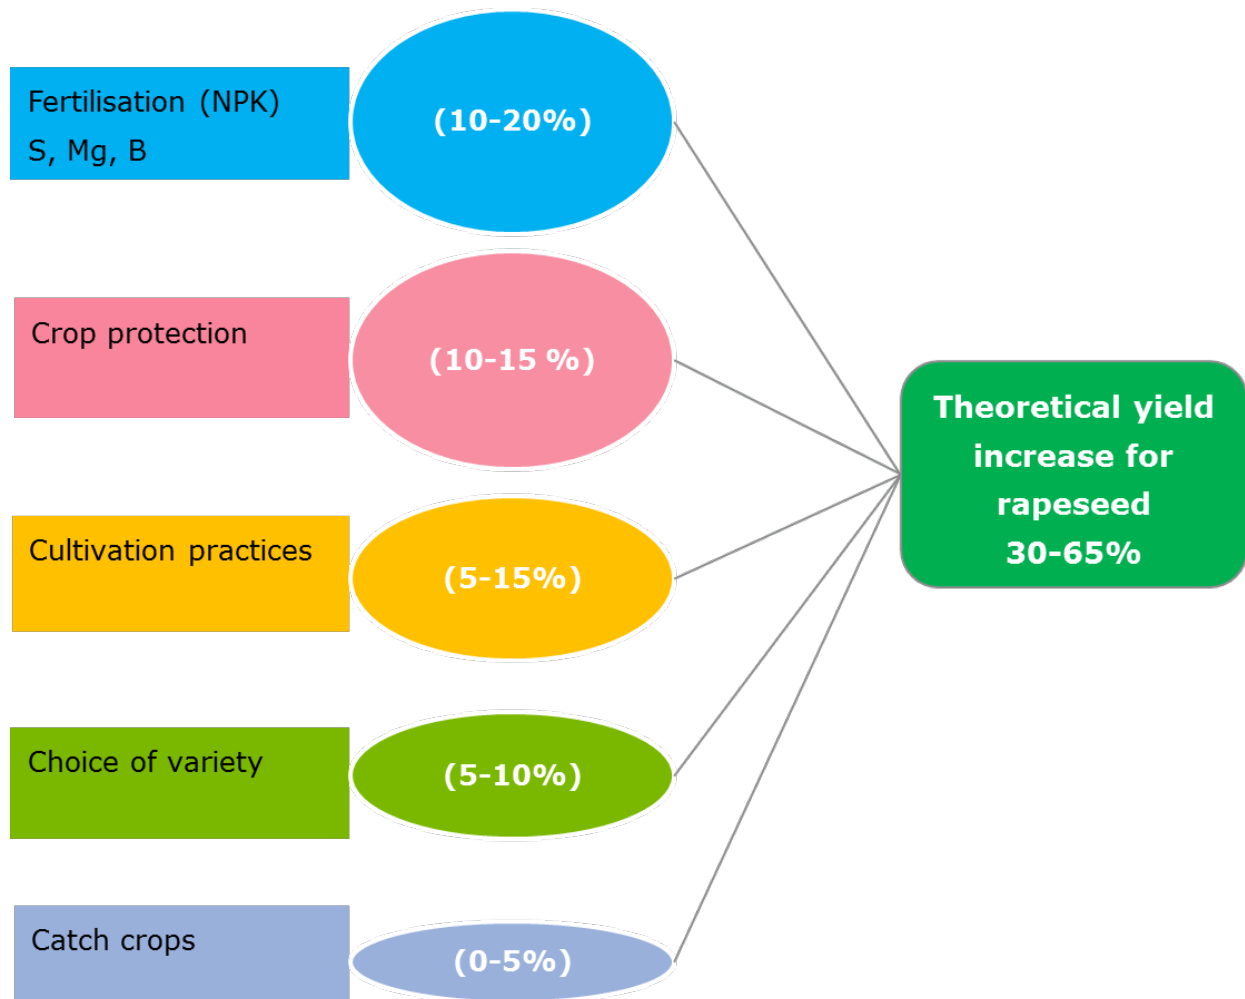 Fertilisation (NPK)
S, Mg, B
(10-20%)
Crop protection
(10-15 %)
Cultivation practices
(5-15%)
Choice of variety
(5-10%)
Catch crops
(0-5%)
Theoretical yield
increase for
rapeseed
30-65%